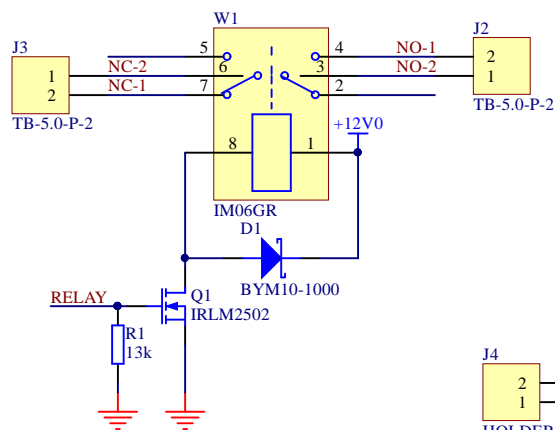 W1
J3
J2
5
4
NO-1
2
NC-2
6
3
NO-2
1
1
NC-1
7
2
2
TB-5.0-P-2
TB-5.0-P-2
+12V0
8
1
IM06GR
D1
BYM10-1000
RELAY
Q1
IRLM2502
R1
13k
J4
2
1
HOLDER